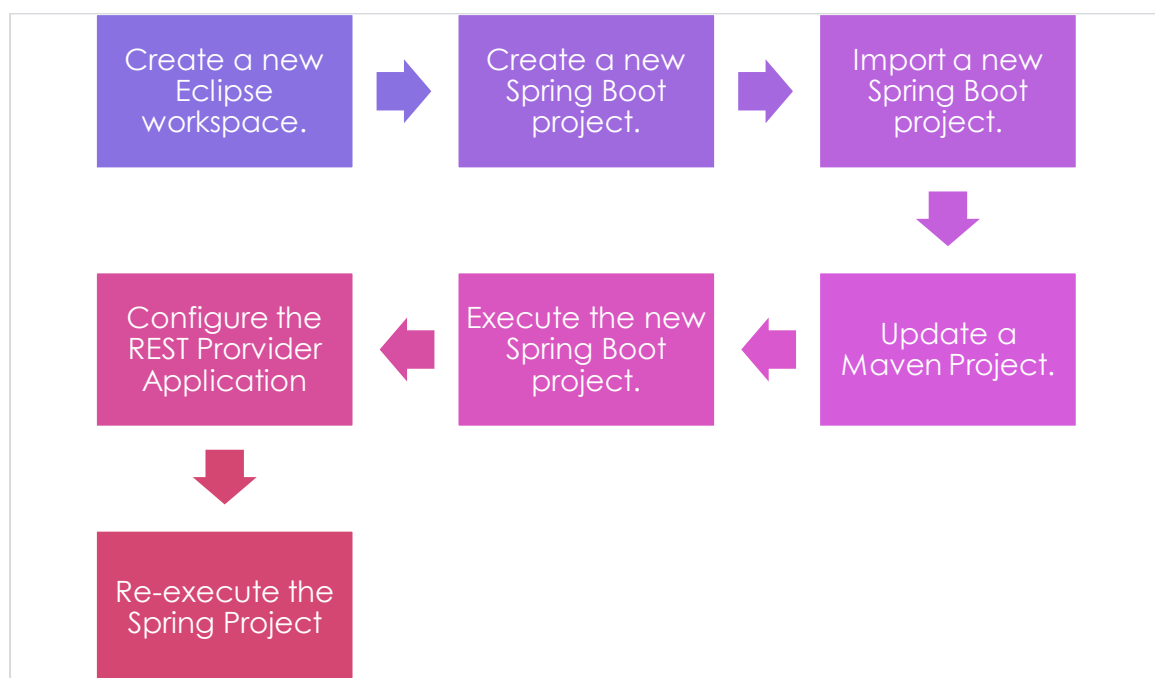 Create a new
Eclipse
workspace.
Create a new
Spring Boot
project.
Import a new
Spring Boot
project.
Update a
Maven Project.
Execute the new
Spring Boot
project.
Configure the
REST Prorvider
Application
Re-execute the
Spring Project